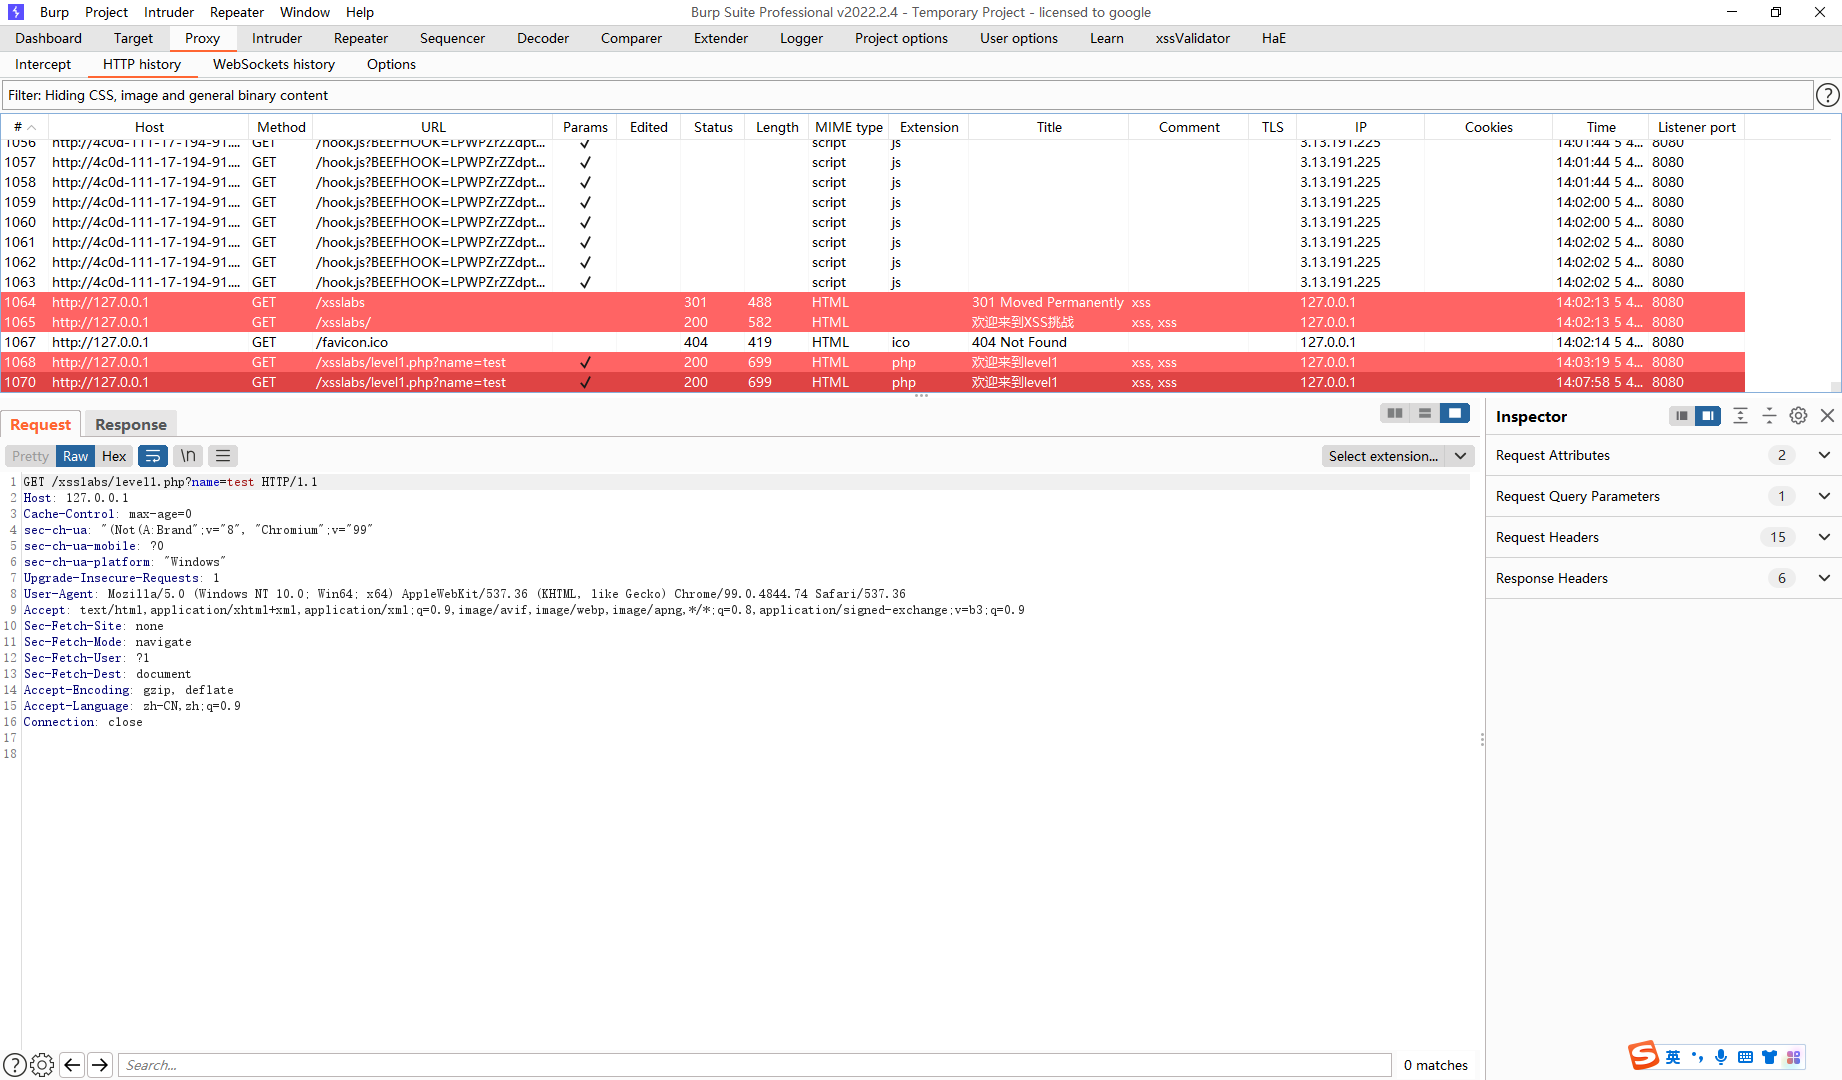 Burp Project Intruder Repeater Window Help Burp Suite Professional v2022.2.4 - Temporary Project - licensed to google
Dashboard Target Proxy Intruder Repeater Sequencer Decoder Comparer Extender Logger Project options User options Learn xssValidator HaE
Intercept HTTP history WebSockets history Options
Filter: Hiding CSS, image and general binary content ?
# Host Method URL Params Edited Status Length MIME type Extension Title Comment TLS IP Cookies Time Listener port
1056 http://4c0d-111-17-194-91.... GET /hook.js?BEEFHOOK=LPWPZrZZdpt... ✓ script js 3.13.191.225 14:01:44 5 4... 8080
1057 http://4c0d-111-17-194-91.... GET /hook.js?BEEFHOOK=LPWPZrZZdpt... ✓ script js 3.13.191.225 14:01:44 5 4... 8080
1058 http://4c0d-111-17-194-91.... GET /hook.js?BEEFHOOK=LPWPZrZZdpt... ✓ script js 3.13.191.225 14:01:44 5 4... 8080
1059 http://4c0d-111-17-194-91.... GET /hook.js?BEEFHOOK=LPWPZrZZdpt... ✓ script js 3.13.191.225 14:02:00 5 4... 8080
1060 http://4c0d-111-17-194-91.... GET /hook.js?BEEFHOOK=LPWPZrZZdpt... ✓ script js 3.13.191.225 14:02:00 5 4... 8080
1061 http://4c0d-111-17-194-91.... GET /hook.js?BEEFHOOK=LPWPZrZZdpt... ✓ script js 3.13.191.225 14:02:02 5 4... 8080
1062 http://4c0d-111-17-194-91.... GET /hook.js?BEEFHOOK=LPWPZrZZdpt... ✓ script js 3.13.191.225 14:02:02 5 4... 8080
1063 http://4c0d-111-17-194-91.... GET /hook.js?BEEFHOOK=LPWPZrZZdpt... ✓ script js 3.13.191.225 14:02:02 5 4... 8080
1064 http://127.0.0.1 GET /xsslabs 301 488 HTML 301 Moved Permanently xss 127.0.0.1 14:02:13 5 4... 8080
1065 http://127.0.0.1 GET /xsslabs/ 200 582 HTML 欢迎来到XSS挑战 xss, xss 127.0.0.1 14:02:13 5 4... 8080
1067 http://127.0.0.1 GET /favicon.ico 404 419 HTML ico 404 Not Found 127.0.0.1 14:02:14 5 4... 8080
1068 http://127.0.0.1 GET /xsslabs/level1.php?name=test ✓ 200 699 HTML php 欢迎来到level1 xss, xss 127.0.0.1 14:03:19 5 4... 8080
1070 http://127.0.0.1 GET /xsslabs/level1.php?name=test ✓ 200 699 HTML php 欢迎来到level1 xss, xss 127.0.0.1 14:07:58 5 4... 8080
Request Response
Pretty Raw Hex \n Select extension...
1 GET /xsslabs/level1.php?name=test HTTP/1.1
2 Host: 127.0.0.1
3 Cache-Control: max-age=0
4 sec-ch-ua: "(Not(A:Brand";v="8", "Chromium";v="99"
5 sec-ch-ua-mobile: ?0
6 sec-ch-ua-platform: "Windows"
7 Upgrade-Insecure-Requests: 1
8 User-Agent: Mozilla/5.0 (Windows NT 10.0; Win64; x64) AppleWebKit/537.36 (KHTML, like Gecko) Chrome/99.0.4844.74 Safari/537.36
9 Accept: text/html,application/xhtml+xml,application/xml;q=0.9,image/avif,image/webp,image/apng,*/*;q=0.8,application/signed-exchange;v=b3;q=0.9
10 Sec-Fetch-Site: none
11 Sec-Fetch-Mode: navigate
12 Sec-Fetch-User: ?1
13 Sec-Fetch-Dest: document
14 Accept-Encoding: gzip, deflate
15 Accept-Language: zh-CN,zh;q=0.9
16 Connection: close
17
18
Inspector
Request Attributes 2
Request Query Parameters 1
Request Headers 15
Response Headers 6
? Search... 0 matches
S 英